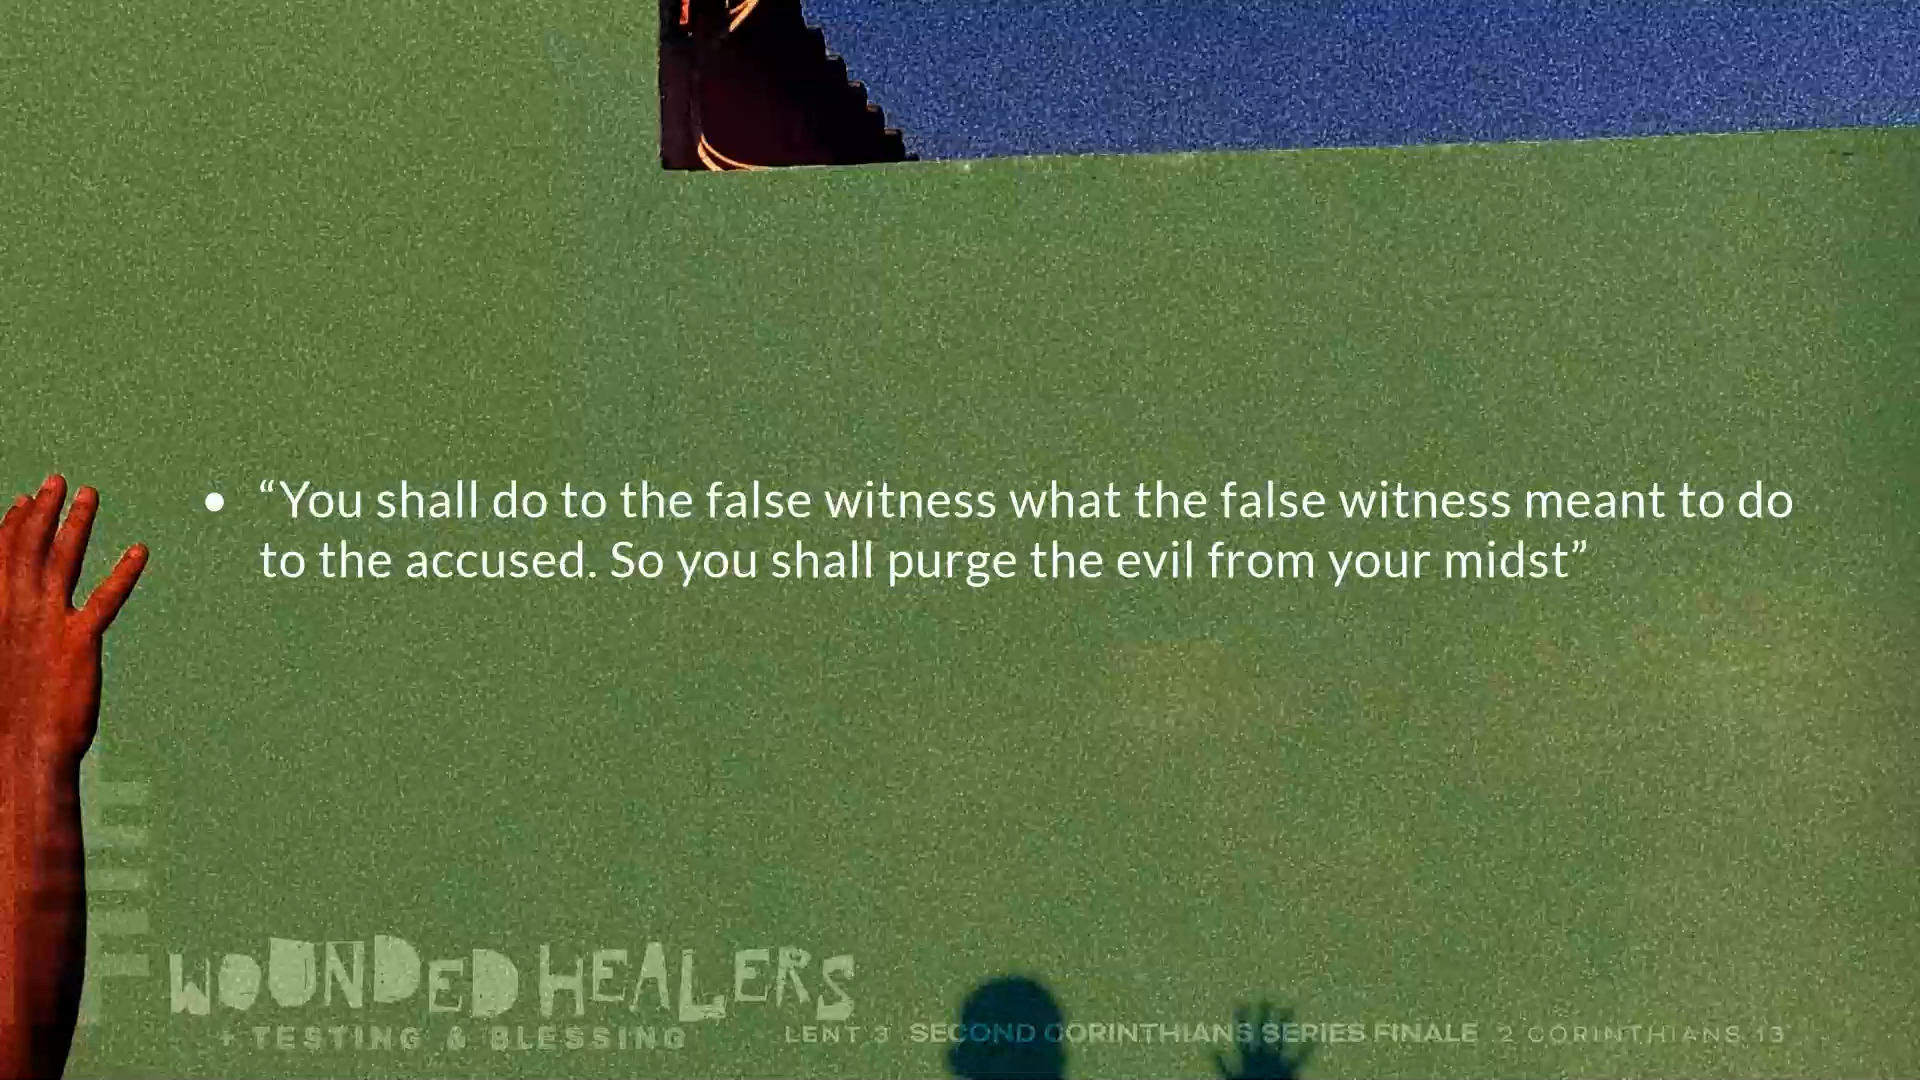 • “You shall do to the false witness what the false witness meant to do
to the accused. So you shall purge the evil from your midst”
WOUNDED HEALERS
+ TESTING & BLESSING
LENT 3 SECOND CORINTHIANS SERIES FINALE 2 CORINTHIANS 13